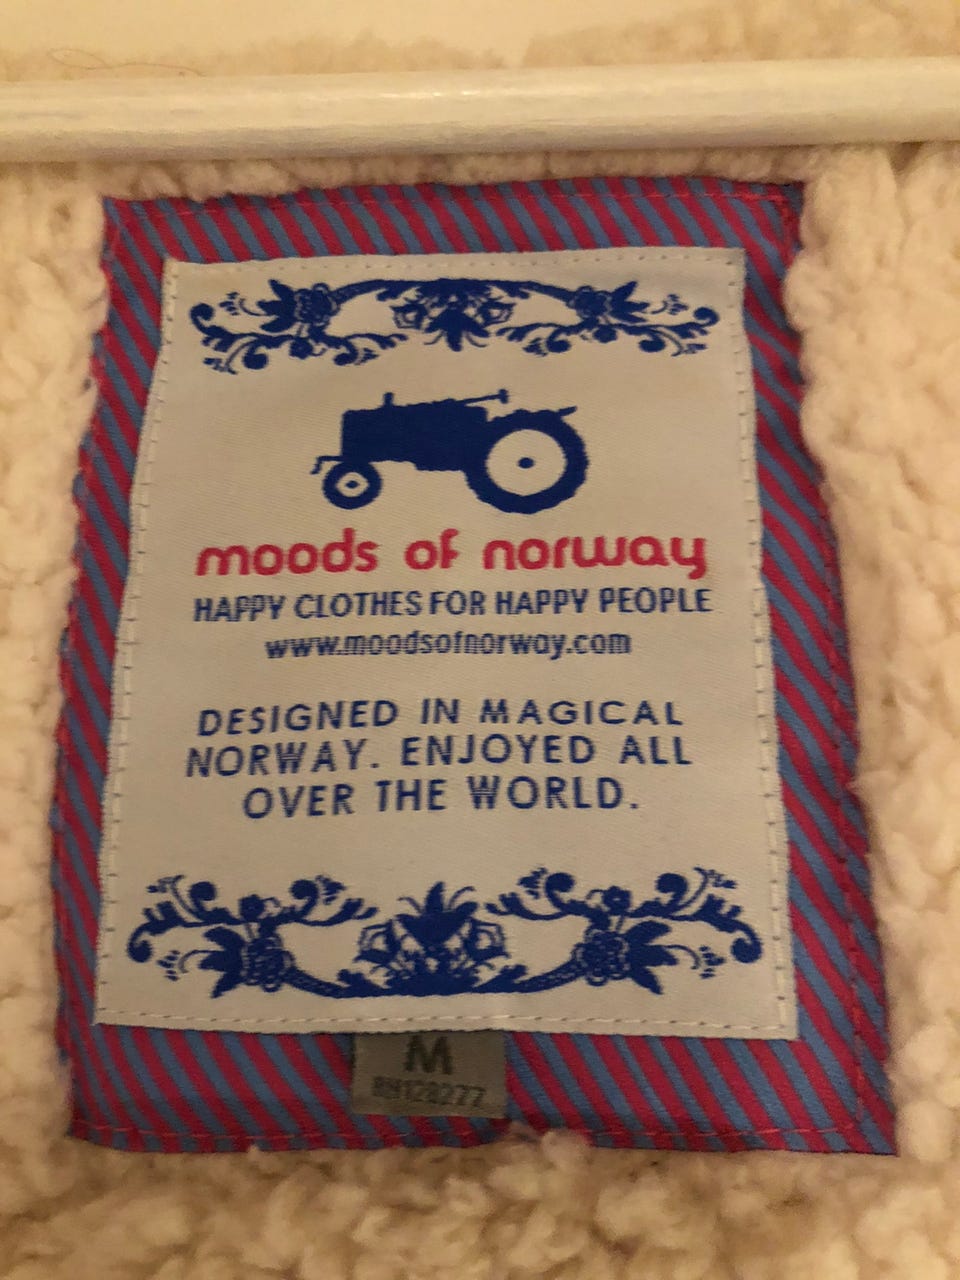 moods of norway
HAPPY CLOTHES FOR HAPPY PEOPLE
www.moodsofnorway.com
DESIGNED IN MAGICAL
NORWAY. ENJOYED ALL
OVER THE WORLD.
M